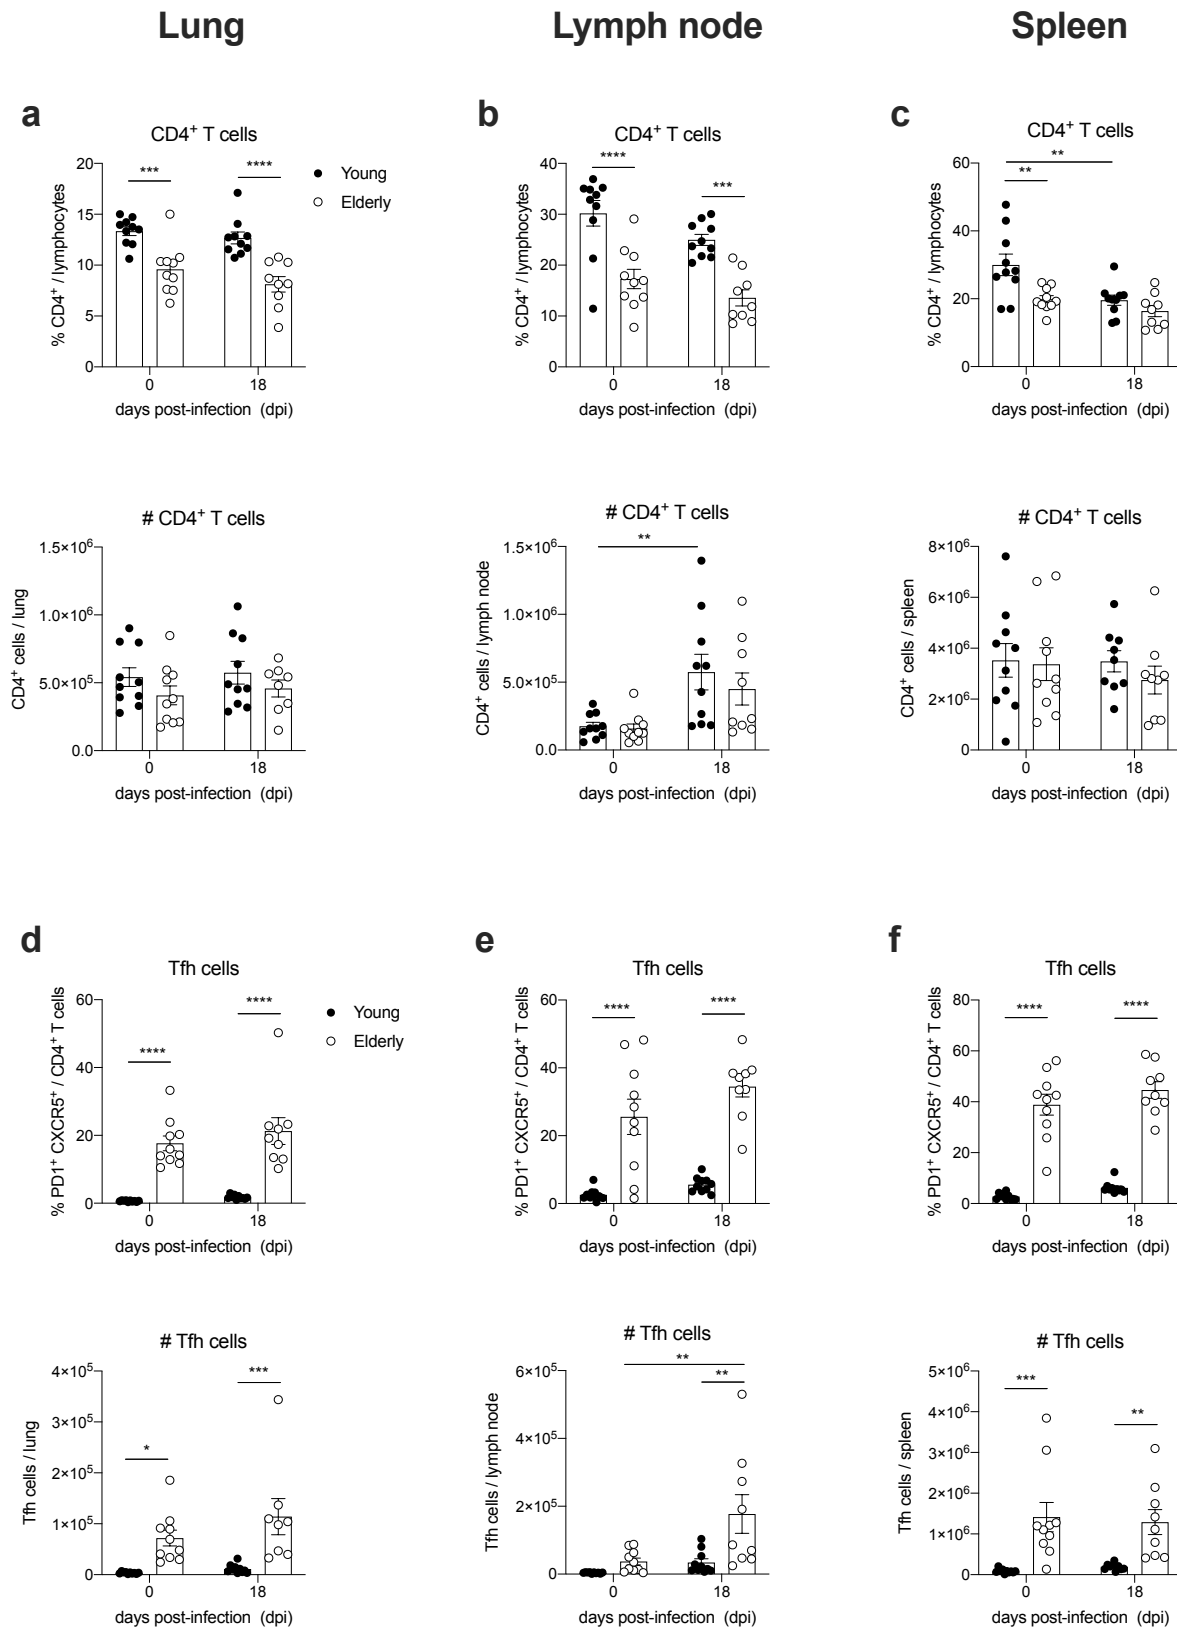 Lung
Lymph node
Spleen
a
CD4⁺ T cells
% CD4⁺ / lymphocytes
20
15
10
5
0
***
****
Young
Elderly
0
18
days post-infection (dpi)
b
CD4⁺ T cells
% CD4⁺ / lymphocytes
40
30
20
10
0
****
***
0
18
days post-infection (dpi)
c
CD4⁺ T cells
% CD4⁺ / lymphocytes
60
40
20
0
**
**
0
18
days post-infection (dpi)
# CD4⁺ T cells
CD4⁺ cells / lung
1.5×10⁶
1.0×10⁶
5.0×10⁵
0.0
0
18
days post-infection (dpi)
# CD4⁺ T cells
CD4⁺ cells / lymph node
1.5×10⁶
1.0×10⁶
5.0×10⁵
0.0
**
0
18
days post-infection (dpi)
# CD4⁺ T cells
CD4⁺ cells / spleen
8×10⁶
6×10⁶
4×10⁶
2×10⁶
0
0
18
days post-infection (dpi)
d
Tfh cells
% PD1⁺ CXCR5⁺ / CD4⁺ T cells
60
40
20
0
****
****
Young
Elderly
0
18
days post-infection (dpi)
e
Tfh cells
% PD1⁺ CXCR5⁺ / CD4⁺ T cells
60
40
20
0
****
****
0
18
days post-infection (dpi)
f
Tfh cells
% PD1⁺ CXCR5⁺ / CD4⁺ T cells
80
60
40
20
0
****
****
0
18
days post-infection (dpi)
# Tfh cells
Tfh cells / lung
4×10⁵
3×10⁵
2×10⁵
1×10⁵
0
*
***
0
18
days post-infection (dpi)
# Tfh cells
Tfh cells / lymph node
6×10⁵
4×10⁵
2×10⁵
0
**
**
0
18
days post-infection (dpi)
# Tfh cells
Tfh cells / spleen
5×10⁶
4×10⁶
3×10⁶
2×10⁶
1×10⁶
0
***
**
0
18
days post-infection (dpi)